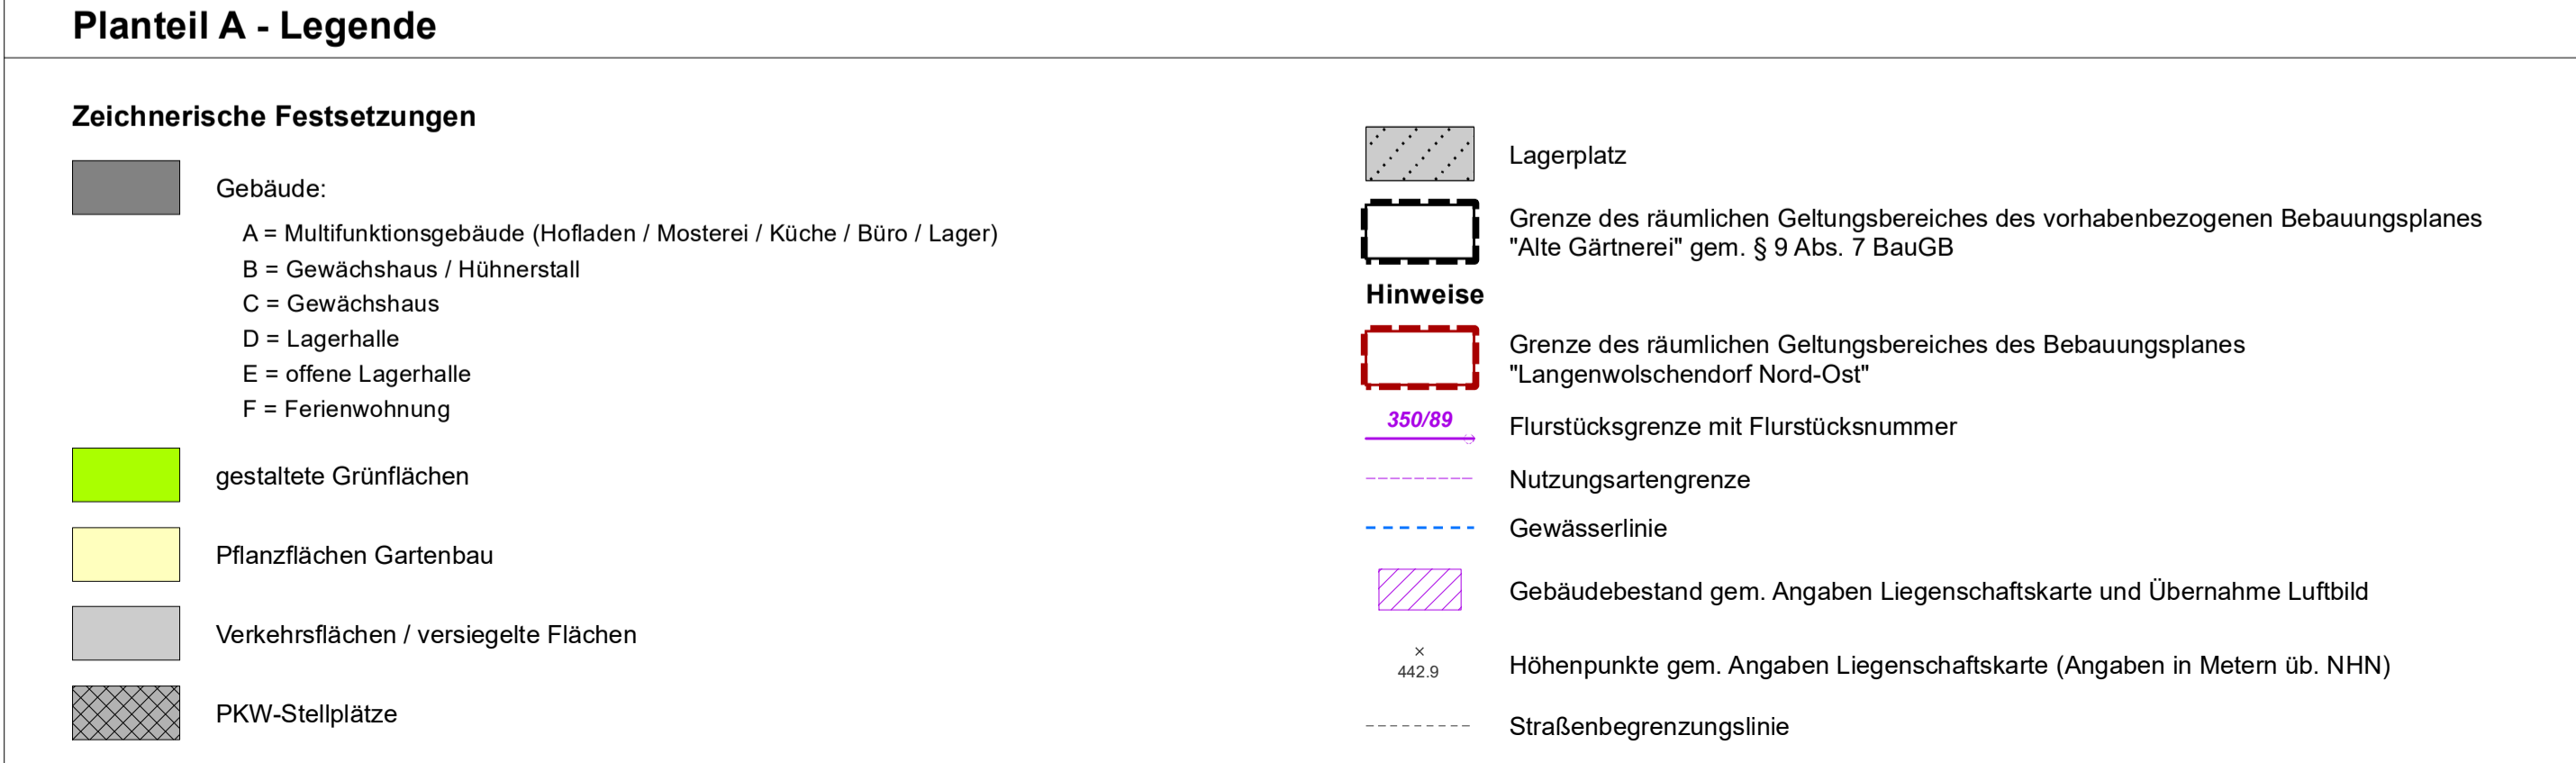 Planteil A - Legende
Zeichnerische Festsetzungen
Gebäude:
A = Multifunktionsgebäude (Hofladen / Mosterei / Küche / Büro / Lager)
B = Gewächshaus / Hühnerstall
C = Gewächshaus
D = Lagerhalle
E = offene Lagerhalle
F = Ferienwohnung
gestaltete Grünflächen
Pflanzflächen Gartenbau
Verkehrsflächen / versiegelte Flächen
PKW-Stellplätze
Lagerplatz
Grenze des räumlichen Geltungsbereiches des vorhabenbezogenen Bebauungsplanes
"Alte Gärtnerei" gem. § 9 Abs. 7 BauGB
Hinweise
Grenze des räumlichen Geltungsbereiches des Bebauungsplanes
"Langenwolschendorf Nord-Ost"
350/89
Flurstücksgrenze mit Flurstücksnummer
Nutzungsartengrenze
Gewässerlinie
Gebäudebestand gem. Angaben Liegenschaftskarte und Übernahme Luftbild
442.9
Höhenpunkte gem. Angaben Liegenschaftskarte (Angaben in Metern üb. NHN)
Straßenbegrenzungslinie